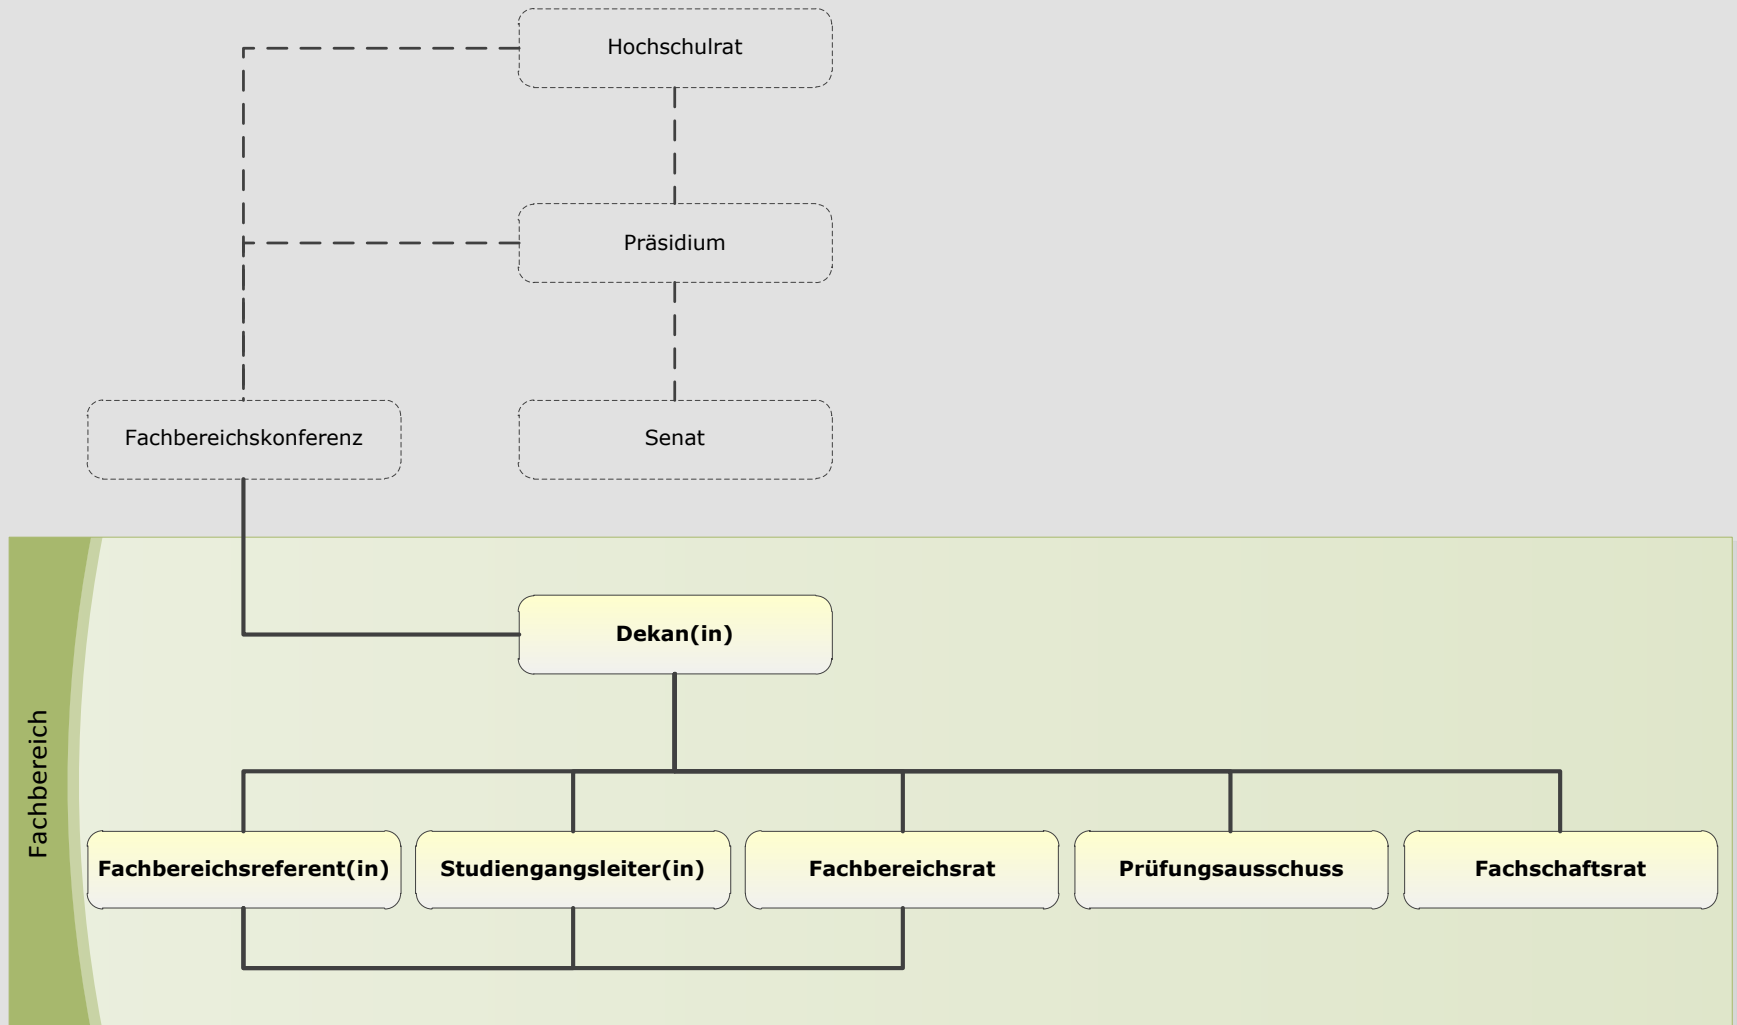 Hochschulrat
Präsidium
Fachbereichskonferenz
Senat
Fachbereich
Dekan(in)
Fachbereichsreferent(in)
Studiengangsleiter(in)
Fachbereichsrat
Prüfungsausschuss
Fachschaftsrat